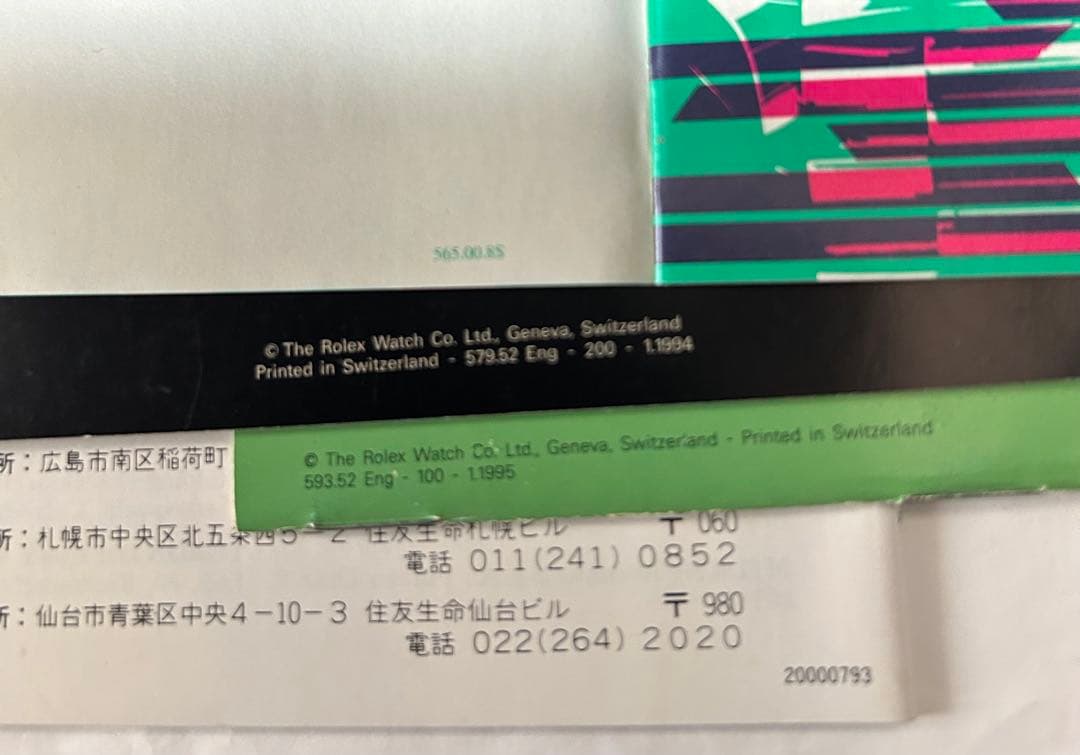 565.00.8S
© The Rolex Watch Co. Ltd., Geneva, Switzerland
Printed in Switzerland - 579.52 Eng - 200 - 1.1994
© The Rolex Watch Co. Ltd., Geneva, Switzerland - Printed in Switzerland
593.52 Eng - 100 - 1.1995
所：広島市南区稲荷町
所：札幌市中央区北五条西5-2 住友生命札幌ビル 〒060
電話 011(241)0852
所：仙台市青葉区中央4-10-3 住友生命仙台ビル 〒980
電話 022(264)2020
20000793